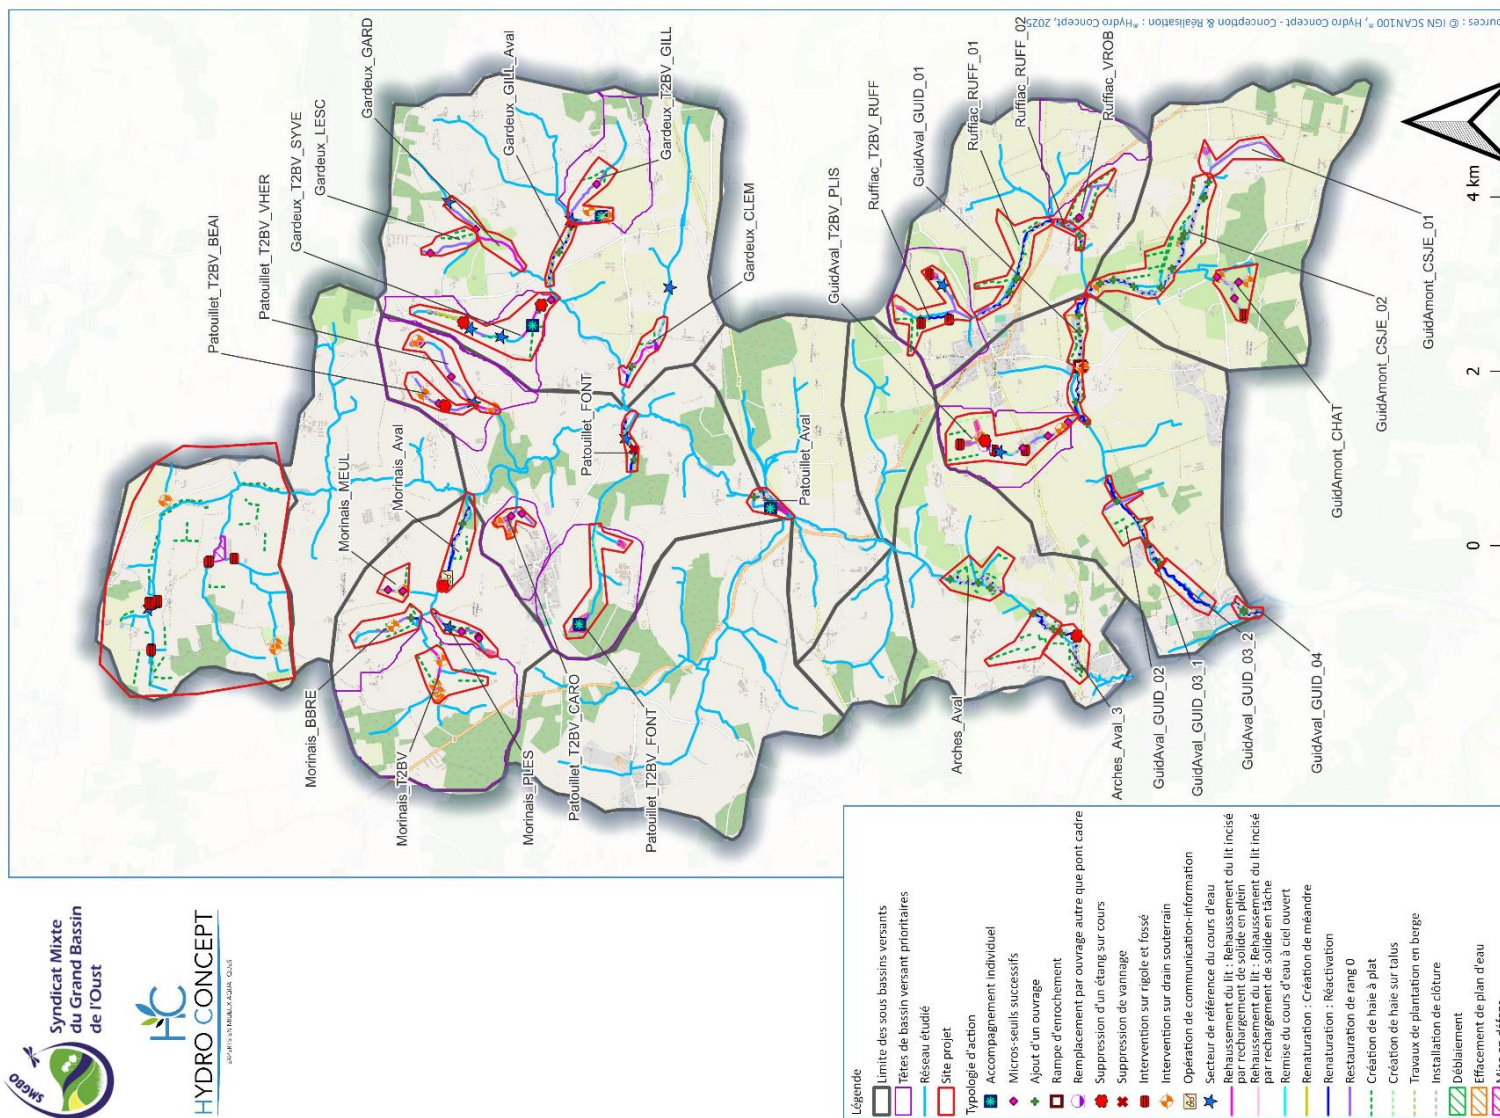 SMGBO
Syndicat Mixte
du Grand Bassin
de l'Oust
HC
HYDRO CONCEPT
Légende
Limite des sous bassins versants
Têtes de bassin versant prioritaires
Réseau étudié
Site projet
Typologie d'action
Accompagnement individuel
Micros-seuils successifs
Ajout d'un ouvrage
Rampe d'enrochement
Remplacement par ouvrage autre que pont cadre
Suppression d'un étang sur cours
Suppression de vannage
Intervention sur rigole et fossé
Intervention sur drain souterrain
Opération de communication-information
Secteur de référence du cours d'eau
Rehaussement du lit : Rehaussement du lit incisé
par rechargement de solide en plein
Rehaussement du lit : Rehaussement du lit incisé
par rechargement de solide en tâche
Remise du cours d'eau à ciel ouvert
Renaturation : Création de méandre
Renaturation : Réactivation
Restauration de rang 0
Création de haie à plat
Création de haie sur talus
Travaux de plantation en berge
Installation de clôture
Déblaiement
Effacement de plan d'eau
Patouillet_T2BV_BEAI
Patouillet_T2BV_VHER
Gardeux_T2BV_SYVE
Gardeux_LESC
Gardeux_GARD
Gardeux_GILL_Aval
Gardeux_T2BV_GILL
Gardeux_CLEM
Morinais_MEUL
Morinais_Aval
Patouillet_FONT
Patouillet_Aval
Morinais_BBRE
Morinais_T2BV
Morinais_PLES
Patouillet_T2BV_CARO
Patouillet_T2BV_FONT
GuidAval_T2BV_PLIS
Ruffiac_T2BV_RUFF
GuidAval_GUID_01
Ruffiac_RUFF_01
Ruffiac_RUFF_02
Ruffiac_VROB
Arches_Aval
Arches_Aval_3
GuidAval_GUID_02
GuidAval_GUID_03_1
GuidAval_GUID_03_2
GuidAval_GUID_04
GuidAmont_CHAT
GuidAmont_CSJE_02
GuidAmont_CSJE_01
0
2
4 km
ources : © IGN SCAN100 ®, Hydro Concept - Conception & Réalisation : ®Hydro Concept, 2025